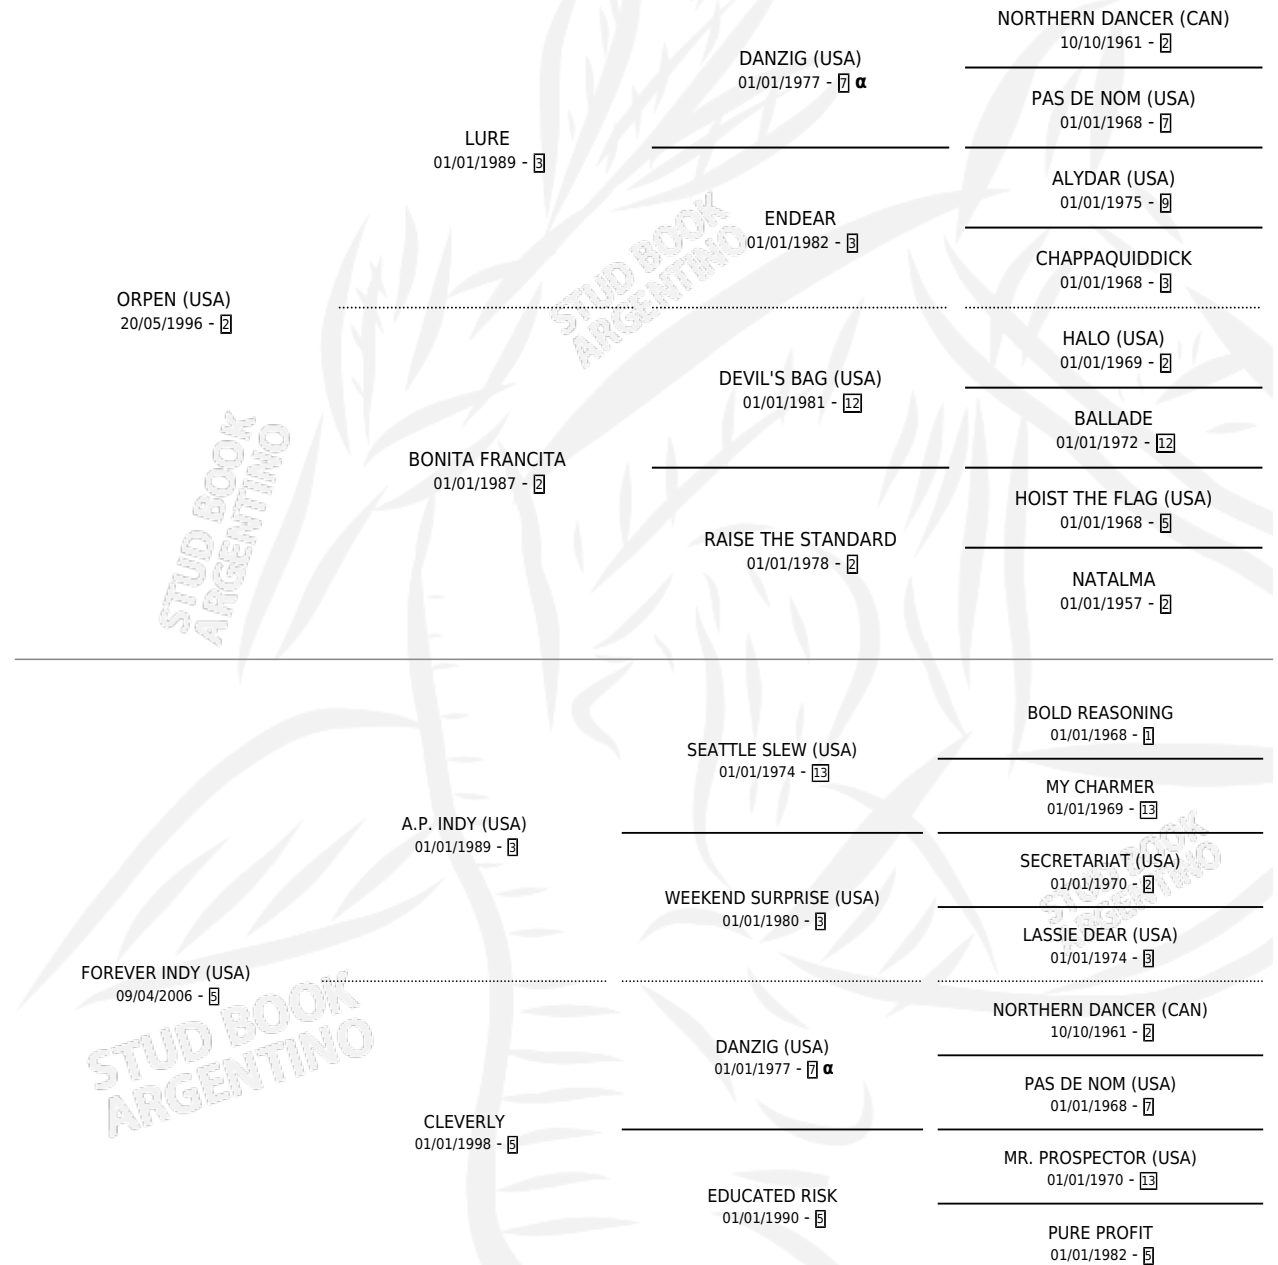 NORTHERN DANCER (CAN)
10/10/1961 - 2
DANZIG (USA)
01/01/1977 - 7 α
PAS DE NOM (USA)
01/01/1968 - 7
LURE
01/01/1989 - 3
ALYDAR (USA)
01/01/1975 - 9
ENDEAR
01/01/1982 - 3
CHAPPAQUIDDICK
01/01/1968 - 3
ORPEN (USA)
20/05/1996 - 2
HALO (USA)
01/01/1969 - 2
DEVIL'S BAG (USA)
01/01/1981 - 12
BALLADE
01/01/1972 - 12
BONITA FRANCITA
01/01/1987 - 2
HOIST THE FLAG (USA)
01/01/1968 - 5
RAISE THE STANDARD
01/01/1978 - 2
NATALMA
01/01/1957 - 2
BOLD REASONING
01/01/1968 - 1
SEATTLE SLEW (USA)
01/01/1974 - 13
MY CHARMER
01/01/1969 - 13
A.P. INDY (USA)
01/01/1989 - 3
SECRETARIAT (USA)
01/01/1970 - 2
WEEKEND SURPRISE (USA)
01/01/1980 - 3
LASSIE DEAR (USA)
01/01/1974 - 3
FOREVER INDY (USA)
09/04/2006 - 5
NORTHERN DANCER (CAN)
10/10/1961 - 2
DANZIG (USA)
01/01/1977 - 7 α
PAS DE NOM (USA)
01/01/1968 - 7
CLEVERLY
01/01/1998 - 5
MR. PROSPECTOR (USA)
01/01/1970 - 13
EDUCATED RISK
01/01/1990 - 5
PURE PROFIT
01/01/1982 - 5
STUD BOOK
ARGENTINO
STUD BOOK
ARGENTINO
STUD BOOK
ARGENTINO
STUD BOOK
ARGENTINO